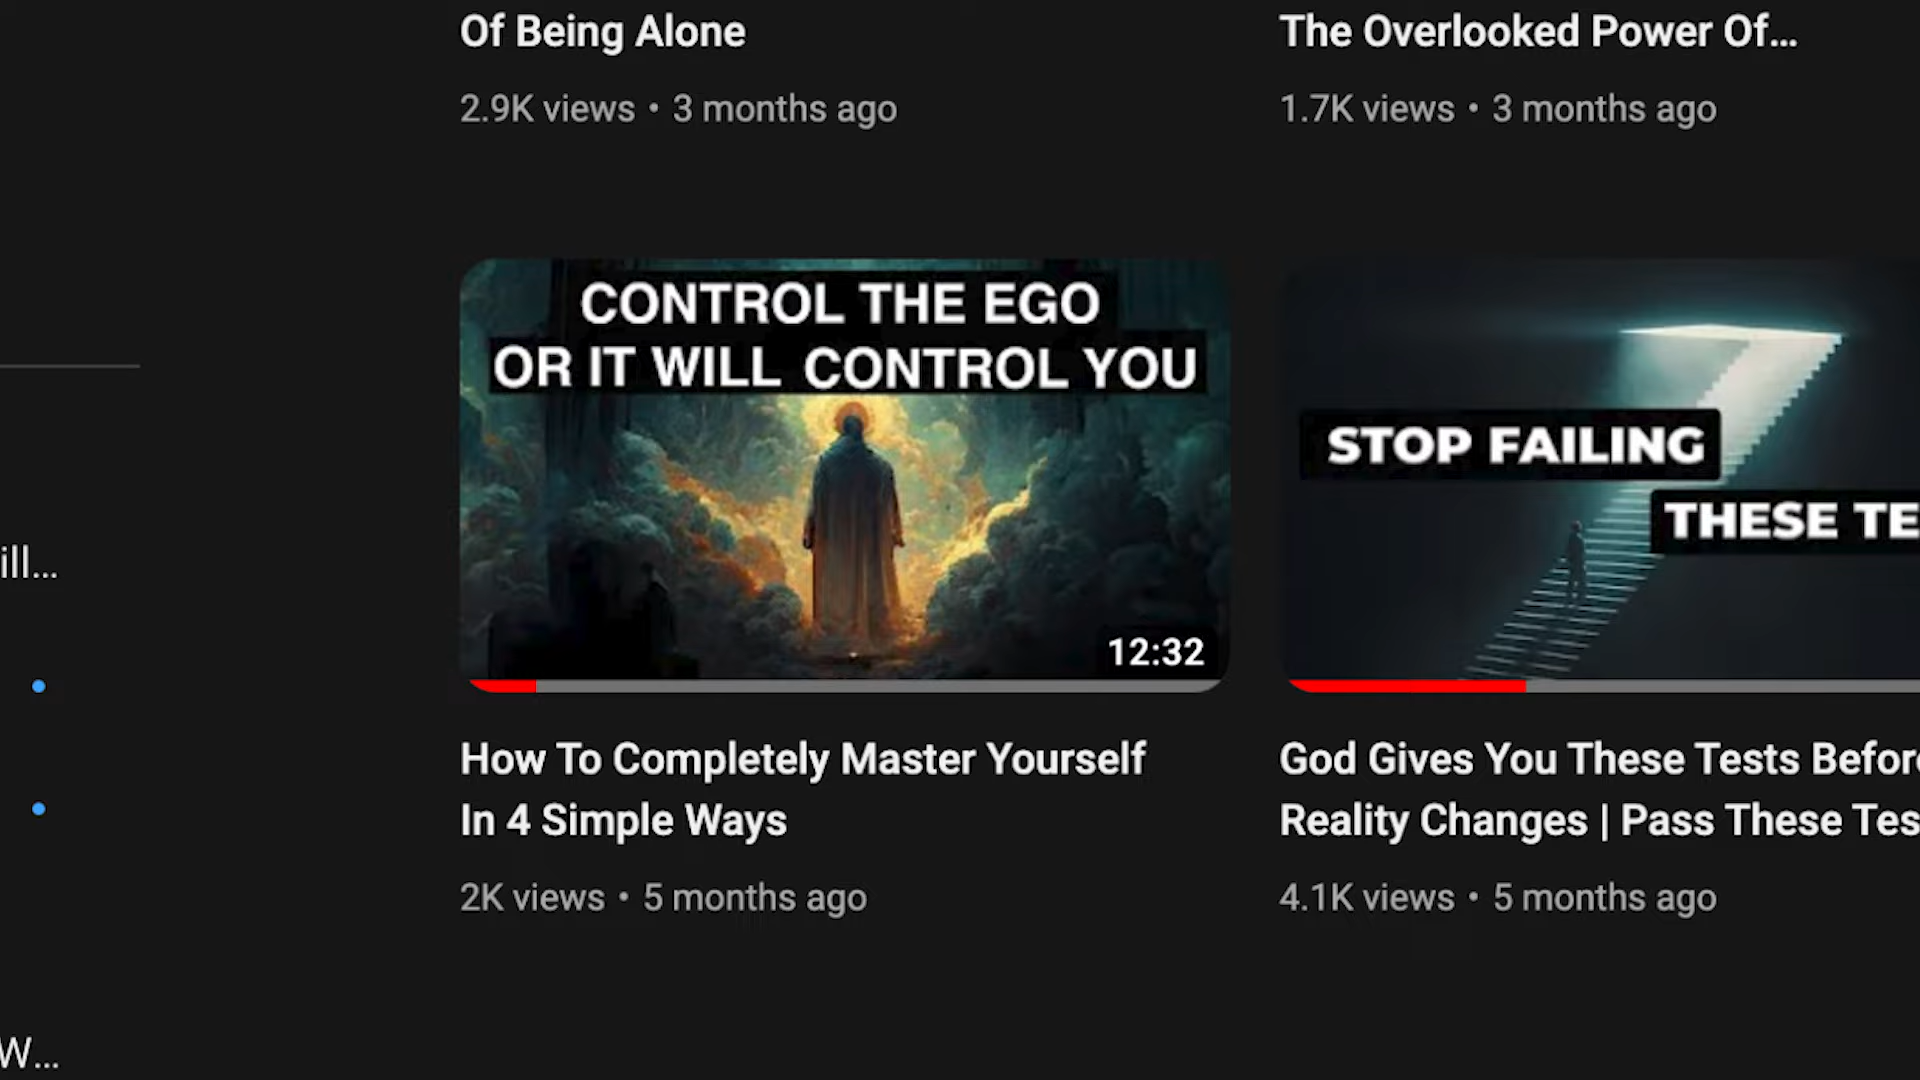 Of Being Alone
2.9K views • 3 months ago
The Overlooked Power Of...
1.7K views • 3 months ago
ill...
W...
CONTROL THE EGO
OR IT WILL CONTROL YOU
12:32
How To Completely Master Yourself
In 4 Simple Ways
2K views • 5 months ago
STOP FAILING
THESE TE
God Gives You These Tests Before
Reality Changes | Pass These Tes
4.1K views • 5 months ago